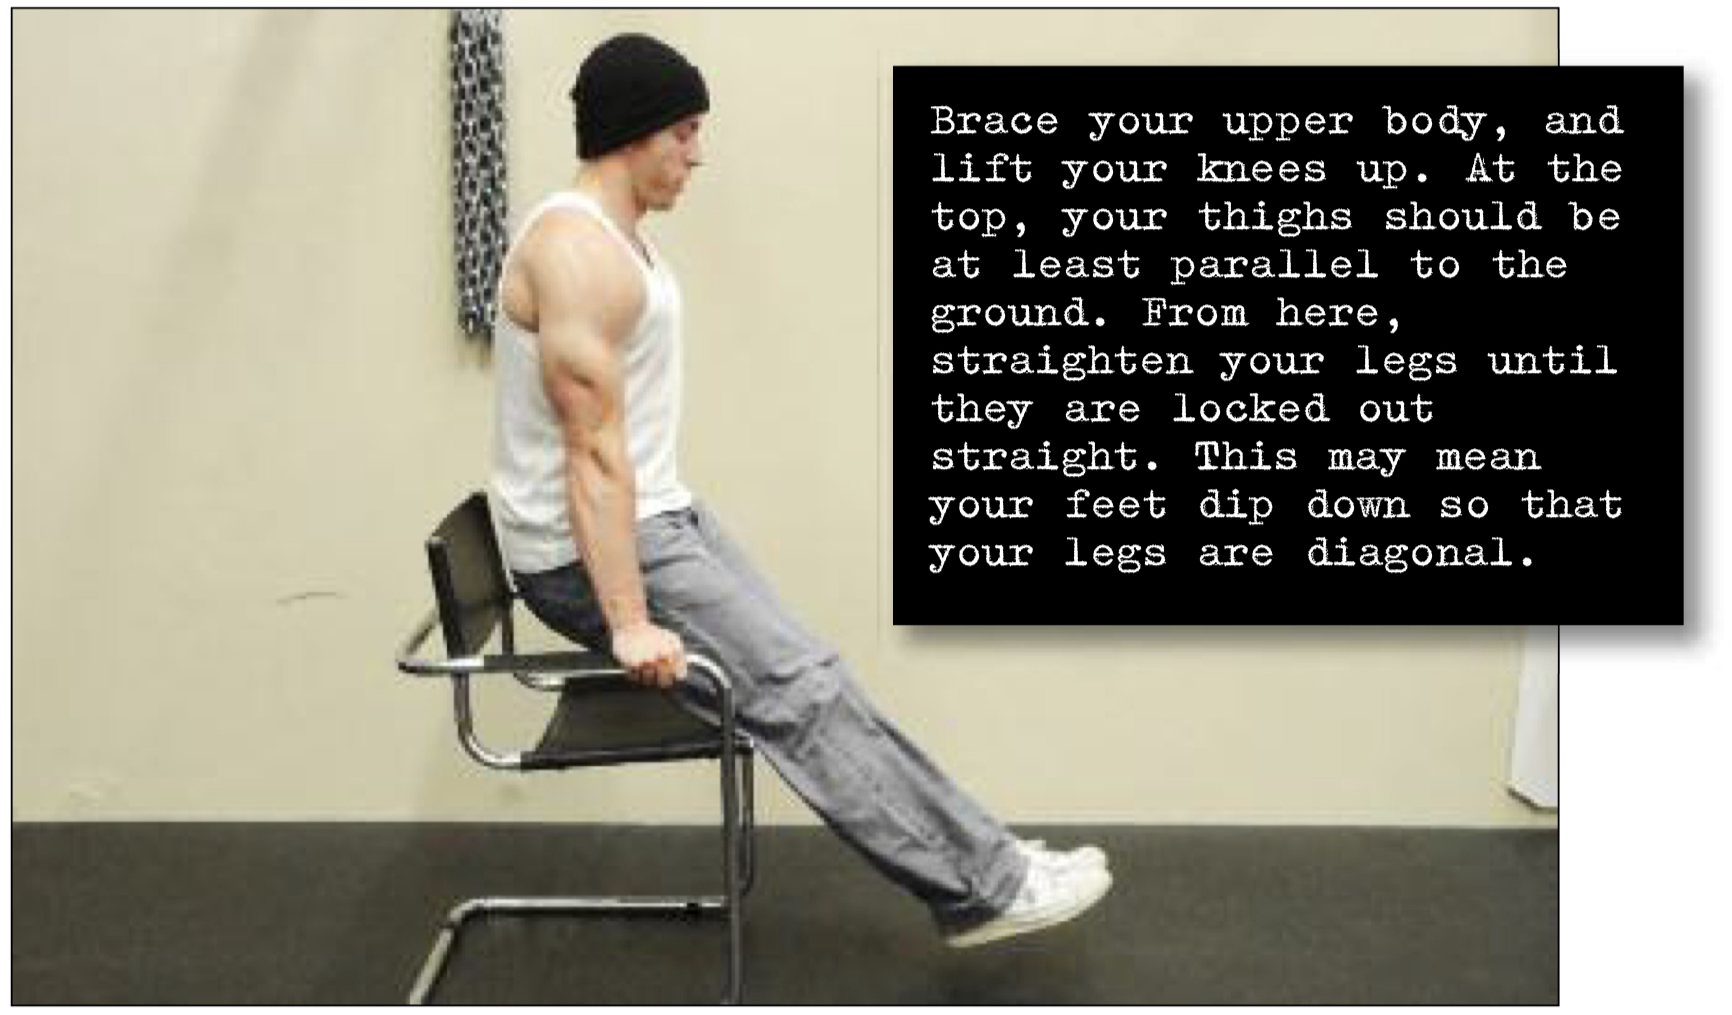 Brace your upper body, and
lift your knees up. At the
top, your thighs should be
at least parallel to the
ground. From here,
straighten your legs until
they are locked out
straight. This may mean
your feet dip down so that
your legs are diagonal.